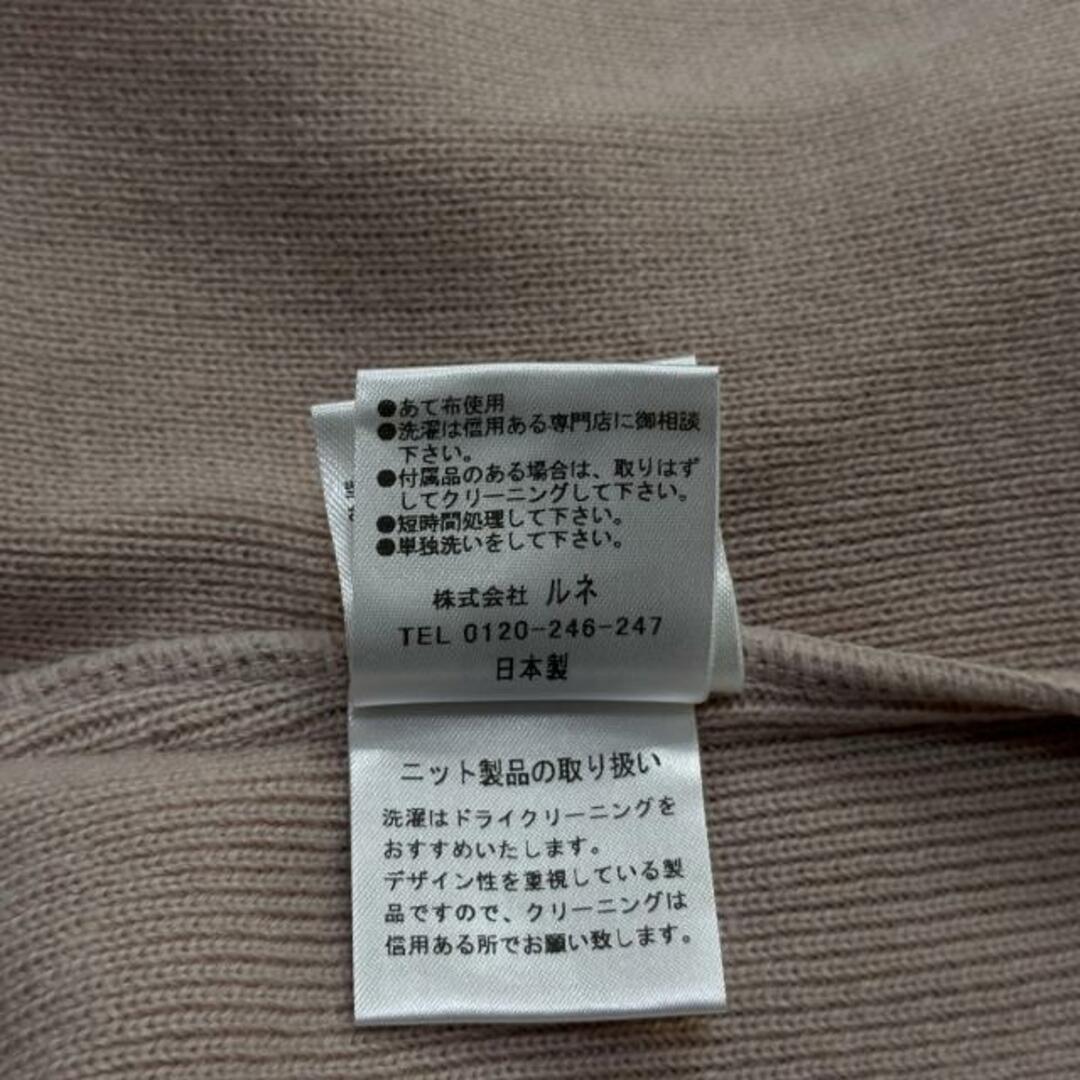 ●あて布使用
●洗濯は信用ある専門店に御相談
下さい。
●付属品のある場合は、取りはず
してクリーニングして下さい。
●短時間処理して下さい。
●単独洗いをして下さい。
株式会社 ルネ
TEL 0120-246-247
日本製
ニット製品の取り扱い
洗濯はドライクリーニングを
おすすめいたします。
デザイン性を重視している製
品ですので、クリーニングは
信用ある所でお願い致します。